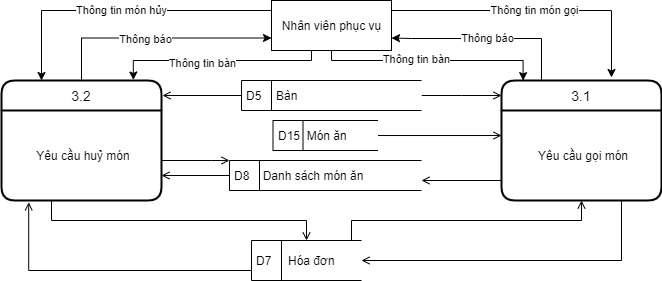 Thông tin món hủy
Nhân viên phục vụ
Thông tin món gọi
Thông báo
Thông báo
Thông tin bàn
Thông tin bàn
3.2
D5 Bàn
3.1
D15 Món ăn
Yêu cầu huỷ món
Yêu cầu gọi món
D8 Danh sách món ăn
D7 Hóa đơn